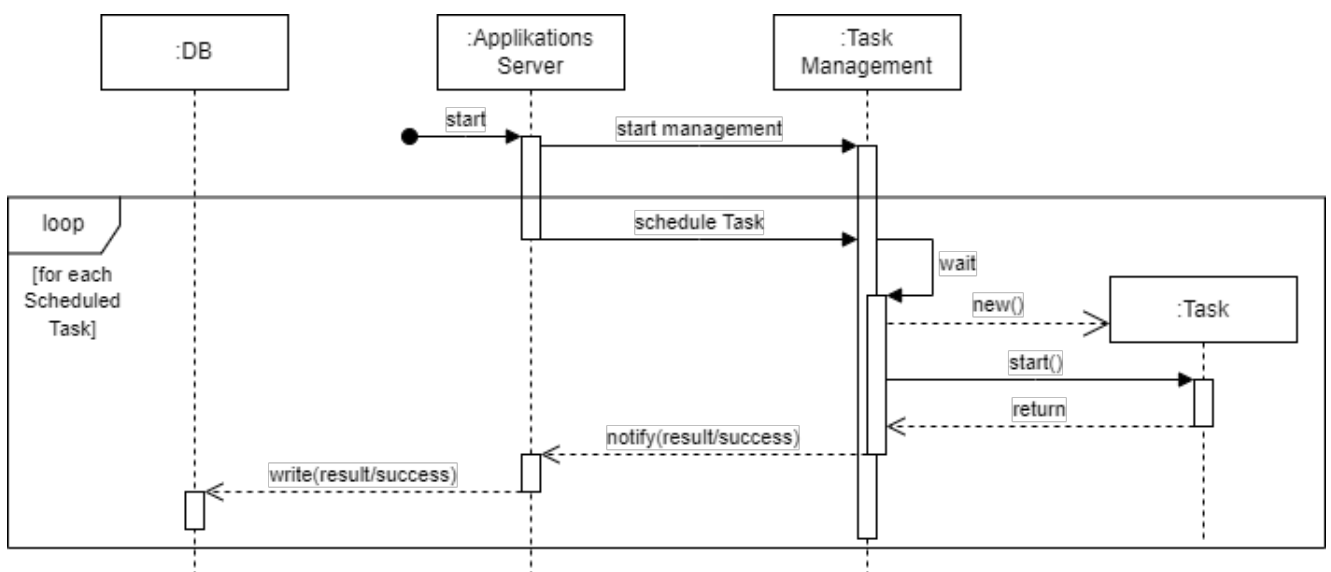 :DB
:Applikations
Server
:Task
Management
start
start management
loop
schedule Task
[for each
Scheduled
Task]
wait
new()
:Task
start()
return
notify(result/success)
write(result/success)